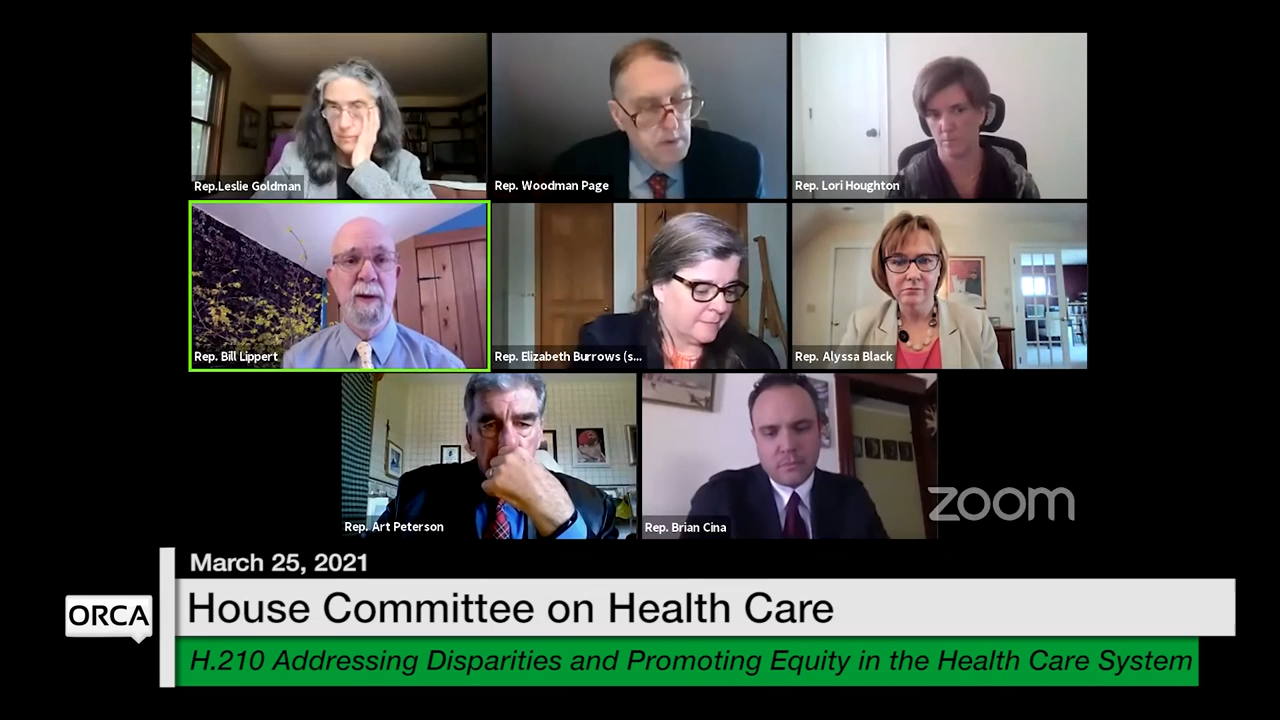 Rep.Leslie Goldman
Rep. Woodman Page
Rep. Lori Houghton
Rep. Bill Lippert
Rep. Elizabeth Burrows (s...
Rep. Alyssa Black
Rep. Art Peterson
Rep. Brian Cina
zoom
March 25, 2021
ORCA
House Committee on Health Care
H.210 Addressing Disparities and Promoting Equity in the Health Care System